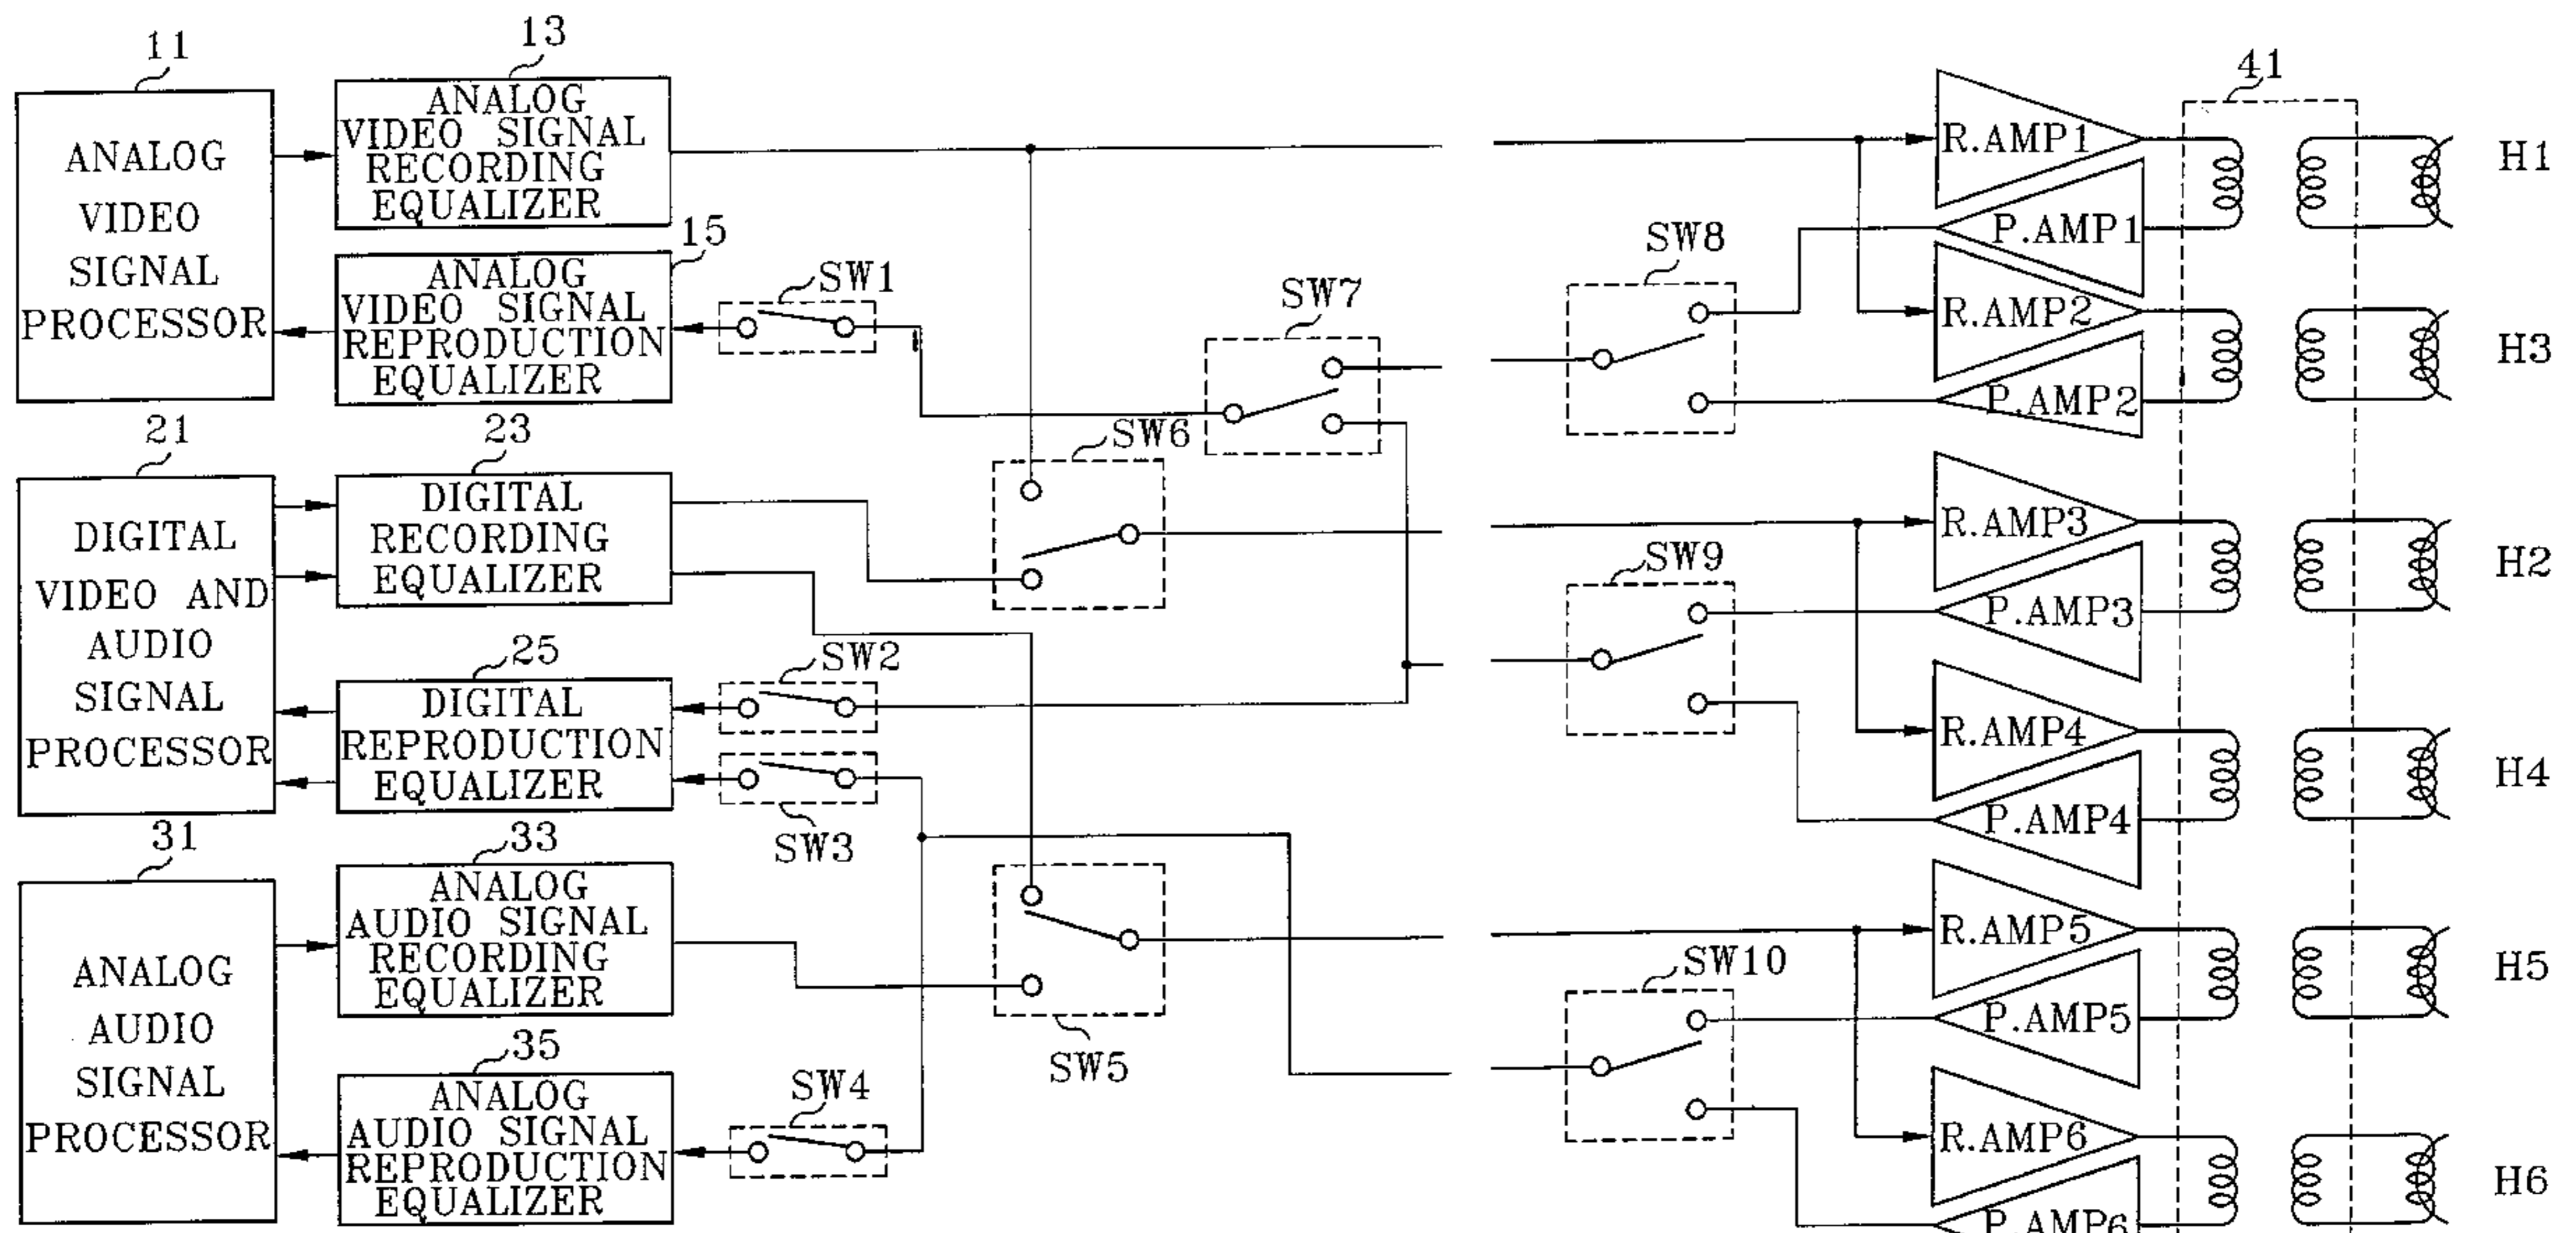 11
ANALOG
VIDEO
SIGNAL
PROCESSOR
13
ANALOG
VIDEO SIGNAL
RECORDING
EQUALIZER
15
ANALOG
VIDEO SIGNAL
REPRODUCTION
EQUALIZER
SW1
21
DIGITAL
VIDEO AND
AUDIO
SIGNAL
PROCESSOR
23
DIGITAL
RECORDING
EQUALIZER
25
DIGITAL
REPRODUCTION
EQUALIZER
SW2
SW3
31
ANALOG
AUDIO
SIGNAL
PROCESSOR
33
ANALOG
AUDIO SIGNAL
RECORDING
EQUALIZER
35
ANALOG
AUDIO SIGNAL
REPRODUCTION
EQUALIZER
SW4
SW5
SW6
SW7
SW8
SW9
SW10
41
R.AMP1
P.AMP1
R.AMP2
P.AMP2
R.AMP3
P.AMP3
R.AMP4
P.AMP4
R.AMP5
P.AMP5
R.AMP6
P.AMP6
H1
H3
H2
H4
H5
H6